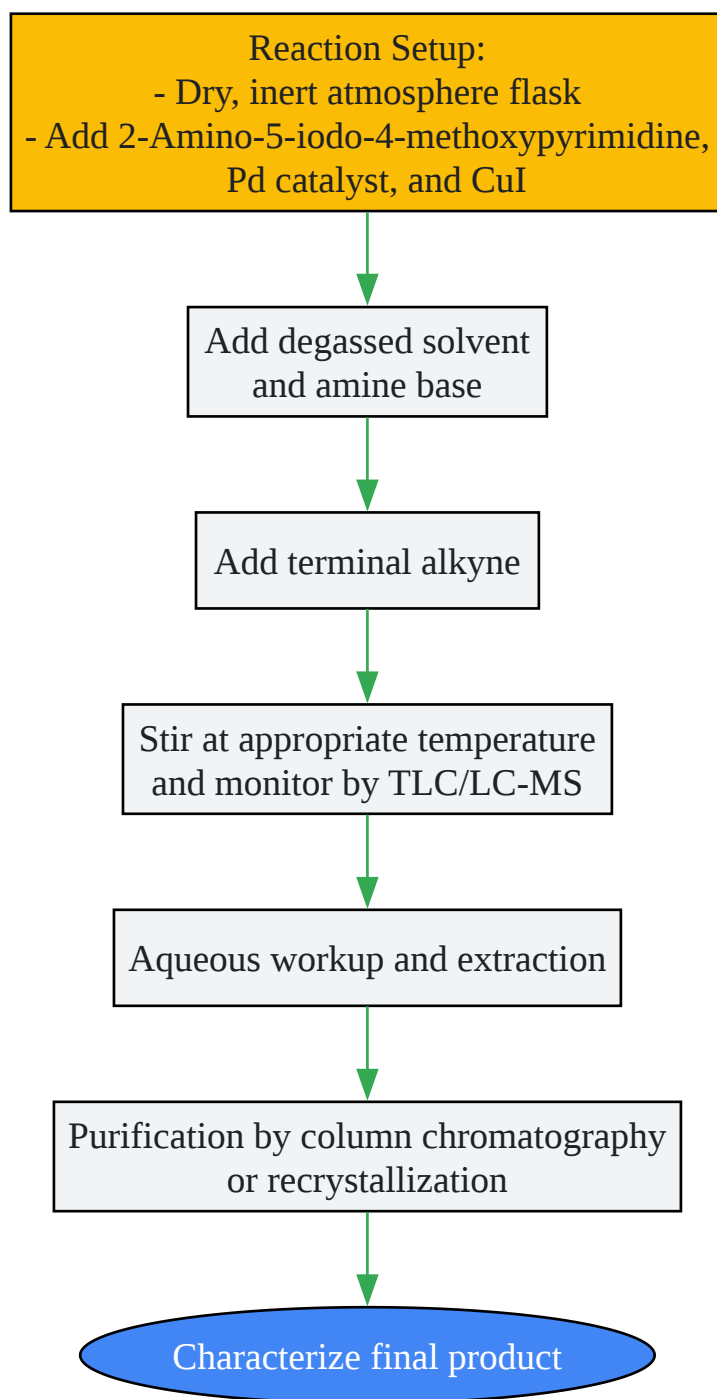 Reaction Setup:
- Dry, inert atmosphere flask
- Add 2-Amino-5-iodo-4-methoxypyrimidine,
Pd catalyst, and CuI
Add degassed solvent
and amine base
Add terminal alkyne
Stir at appropriate temperature
and monitor by TLC/LC-MS
Aqueous workup and extraction
Purification by column chromatography
or recrystallization
Characterize final product